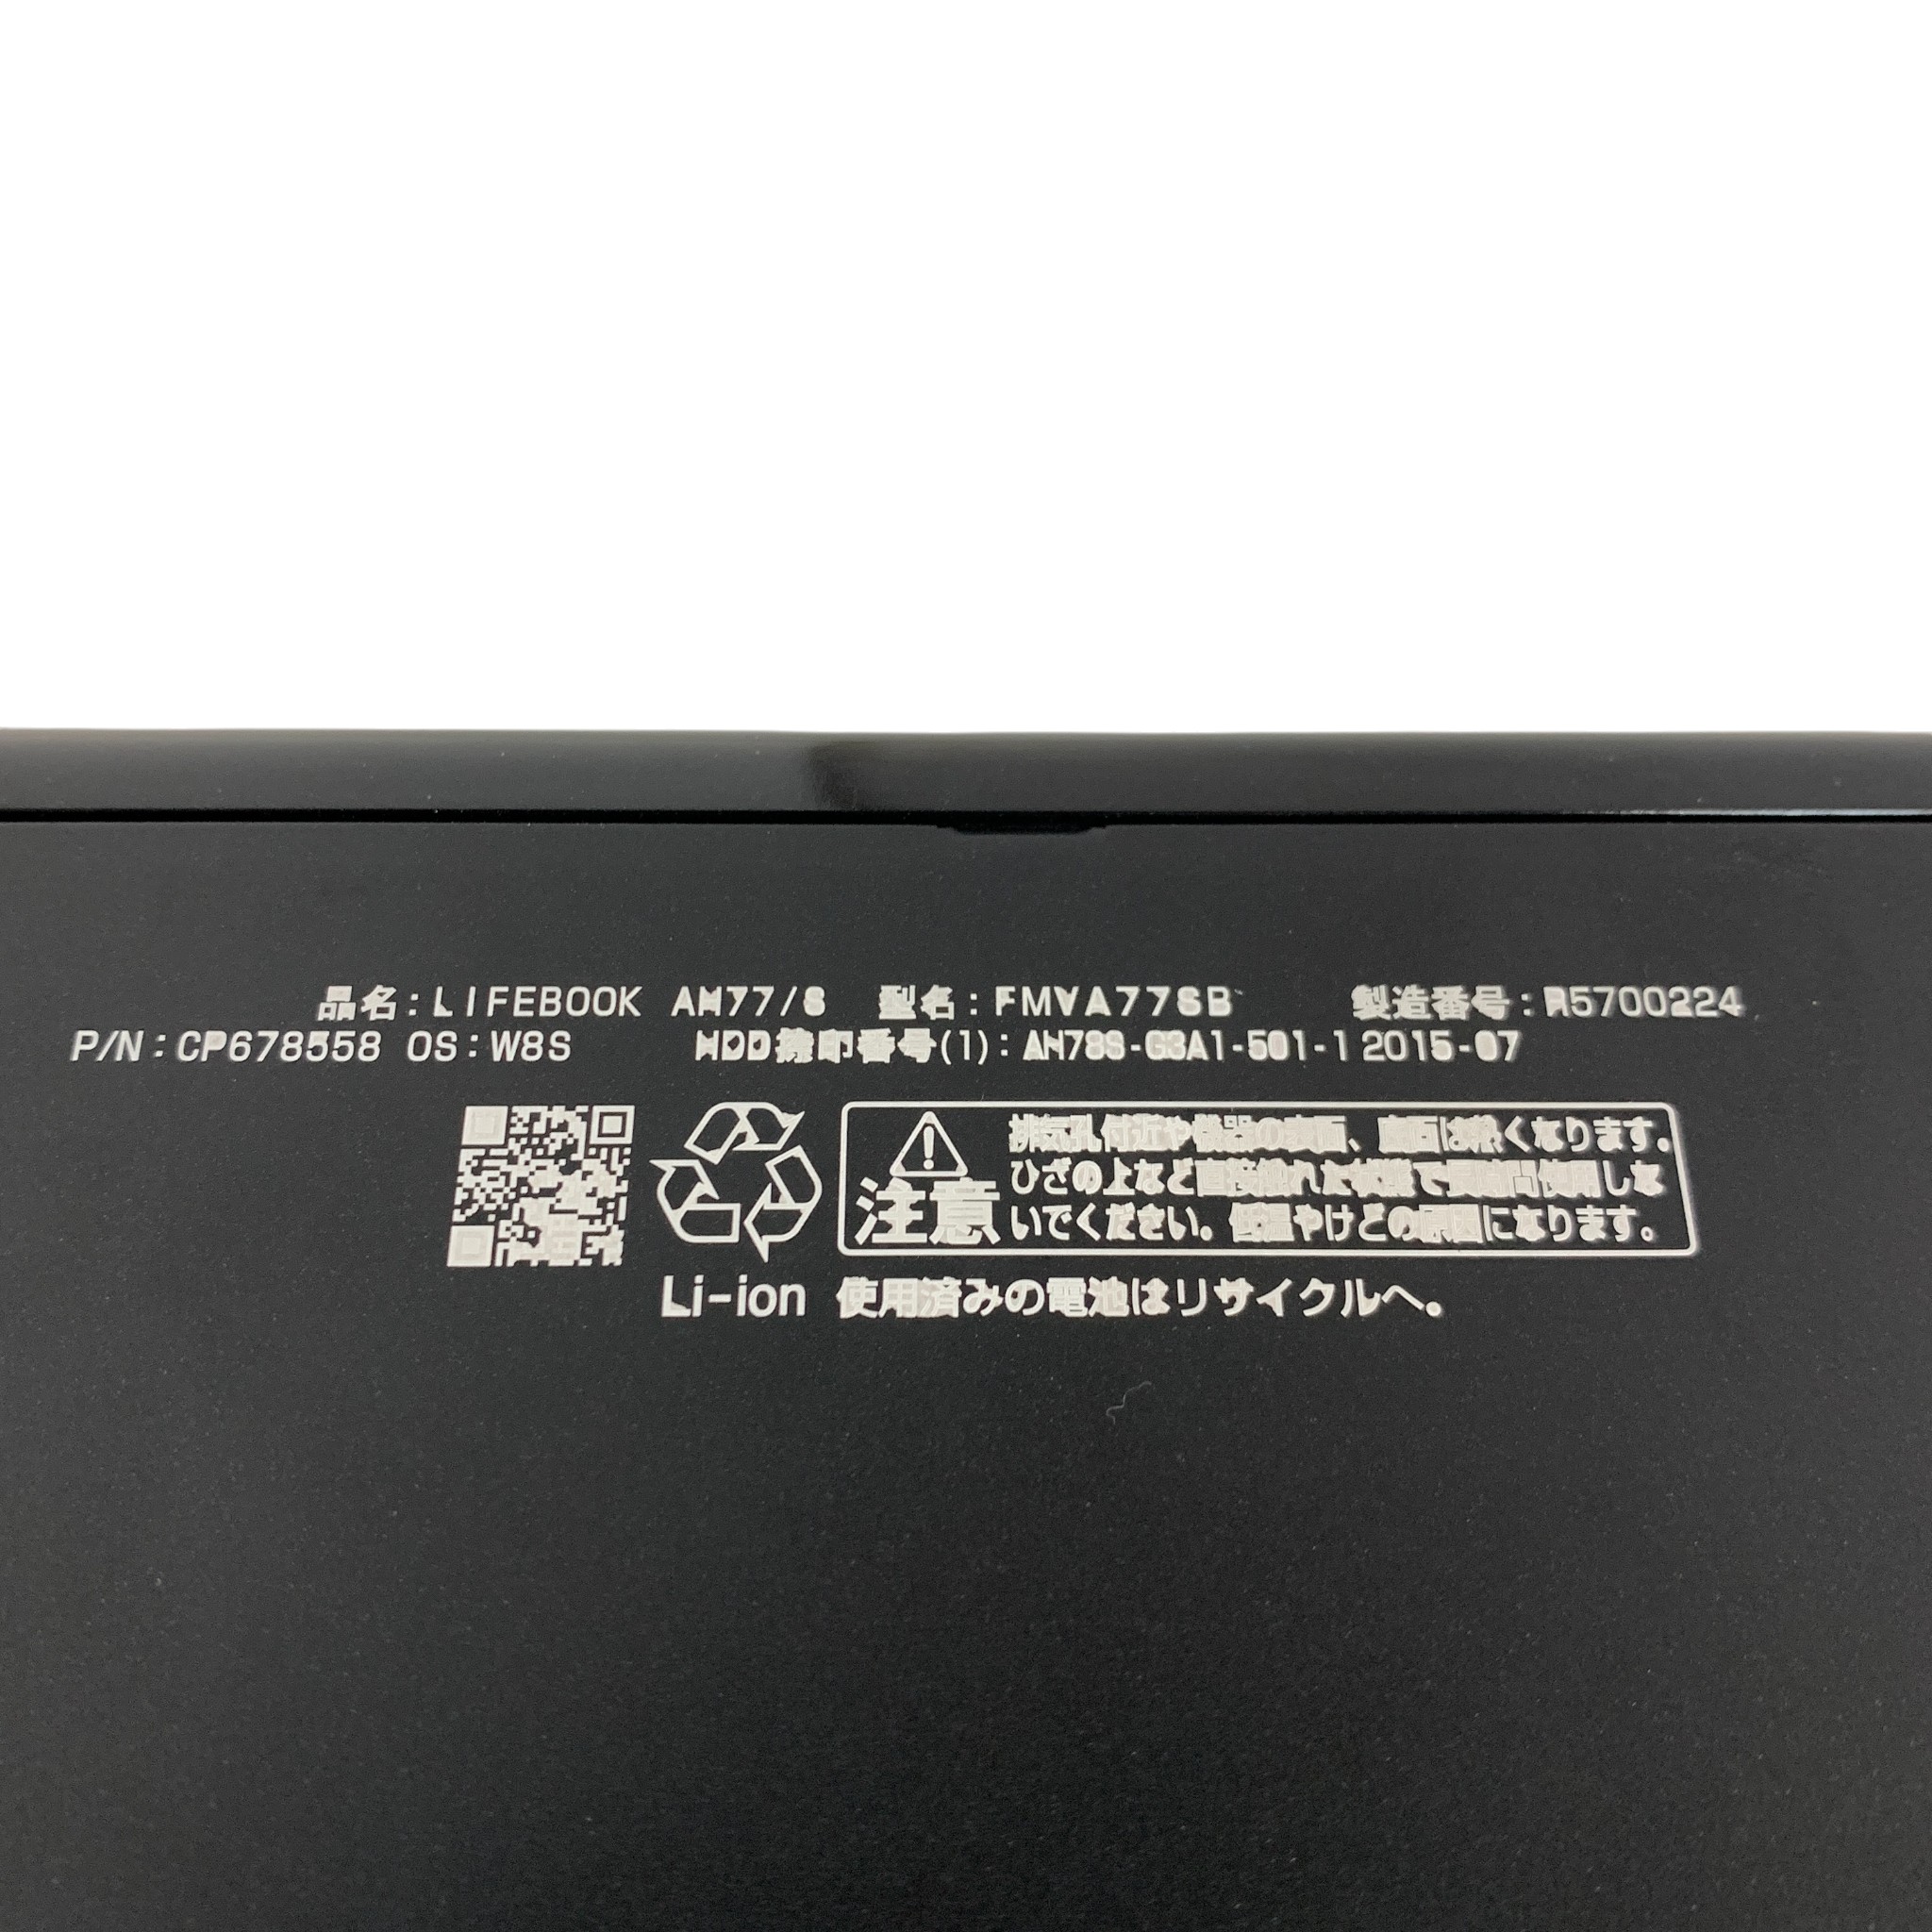 品名:LIFEBOOK AH77/S 型名:FMVA77SB 製造番号:R5700224
P/N:CP678558 OS:W8S HDD捺印番号(1):AH78S-G3A1-501-1 2015-07
注意
排気孔付近や機器の表面、底面は熱くなります。
ひざの上など直接触れた状態で長時間使用しな
いでください。低温やけどの原因になります。
Li-ion 使用済みの電池はリサイクルへ。